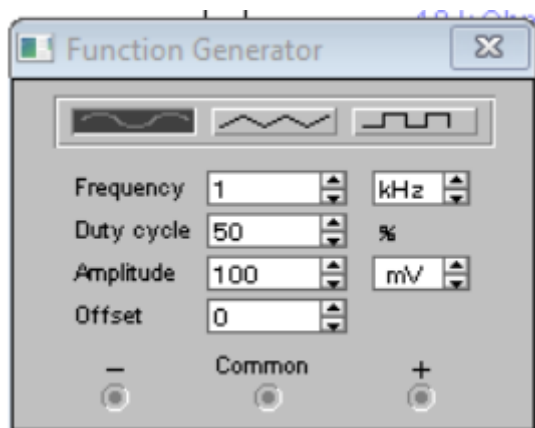 Function Generator
Frequency 1 kHz
Duty cycle 50 %
Amplitude 100 mV
Offset 0
− Common +